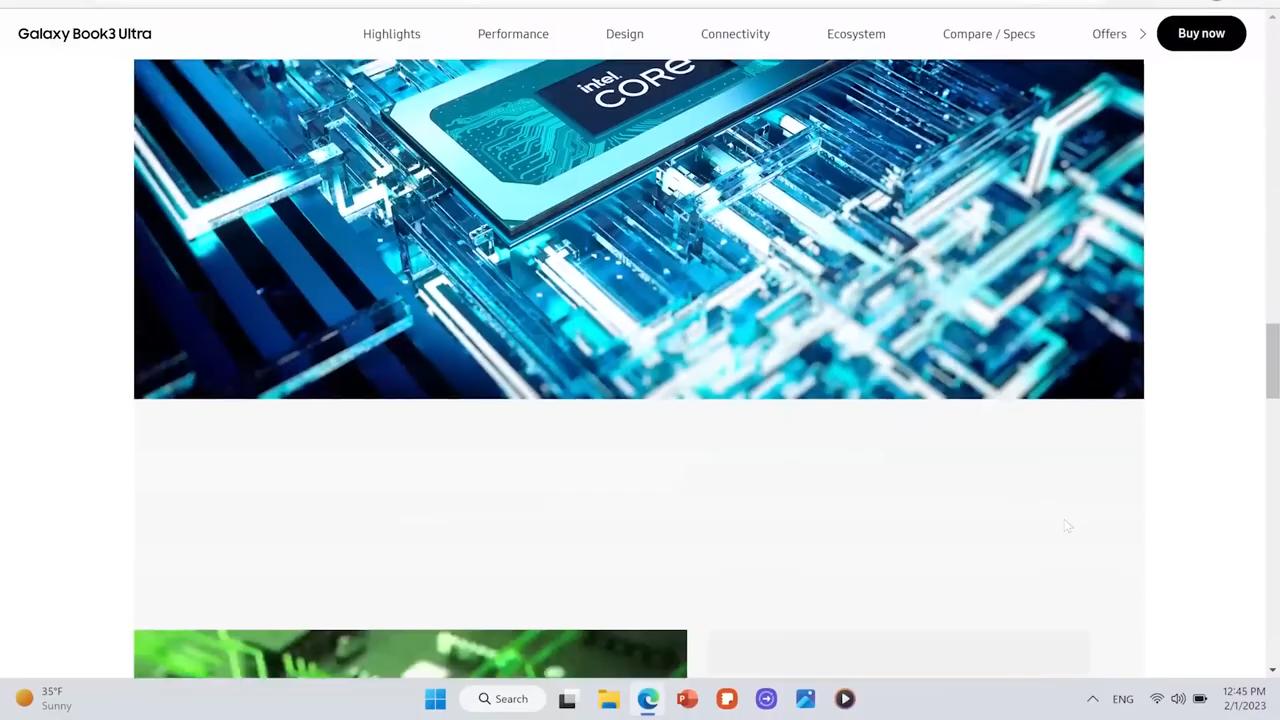 Galaxy Book3 Ultra
Highlights
Performance
Design
Connectivity
Ecosystem
Compare / Specs
Offers
Buy now
intel.
CORE
35°F
Sunny
Search
ENG
12:45 PM
2/1/2023